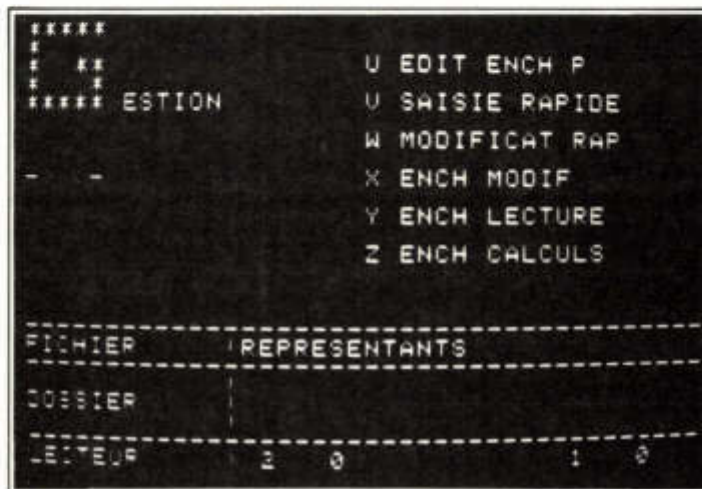 U EDIT ENCH P
ESTION V SAISIE RAPIDE
W MODIFICAT RAP
X ENCH MODIF
Y ENCH LECTURE
Z ENCH CALCULS
FICHIER REPRESENTANTS
DOSSIER
LECTEUR 2 0 1 0